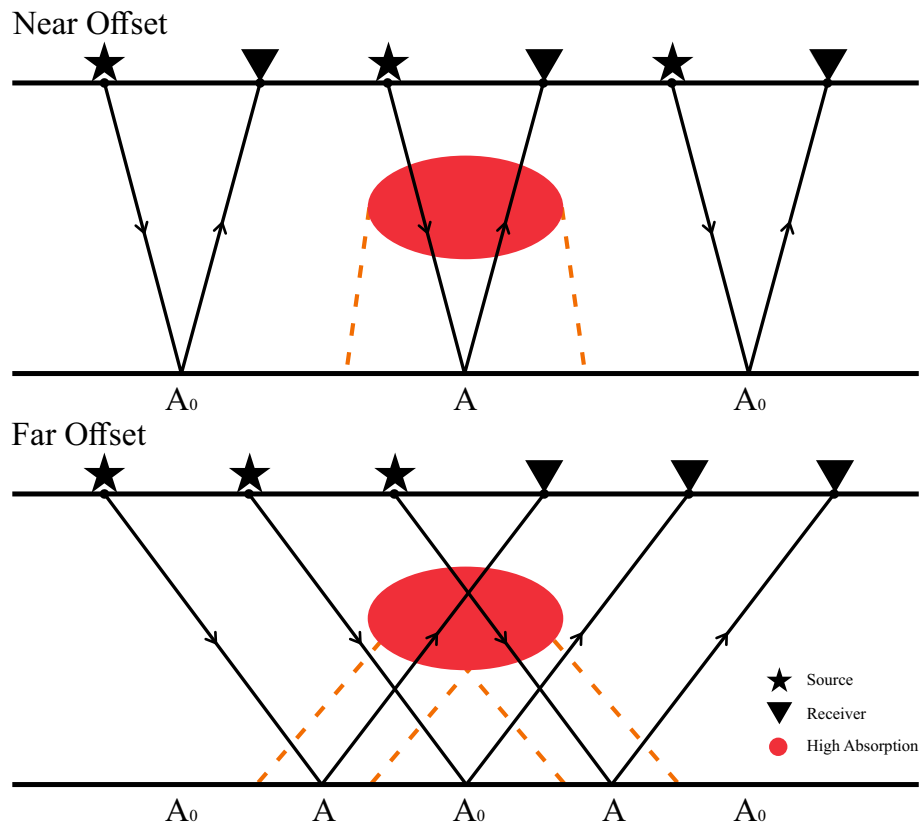 Near Offset
A₀ A A₀
Far Offset
Source
Receiver
High Absorption
A₀ A A₀ A A₀